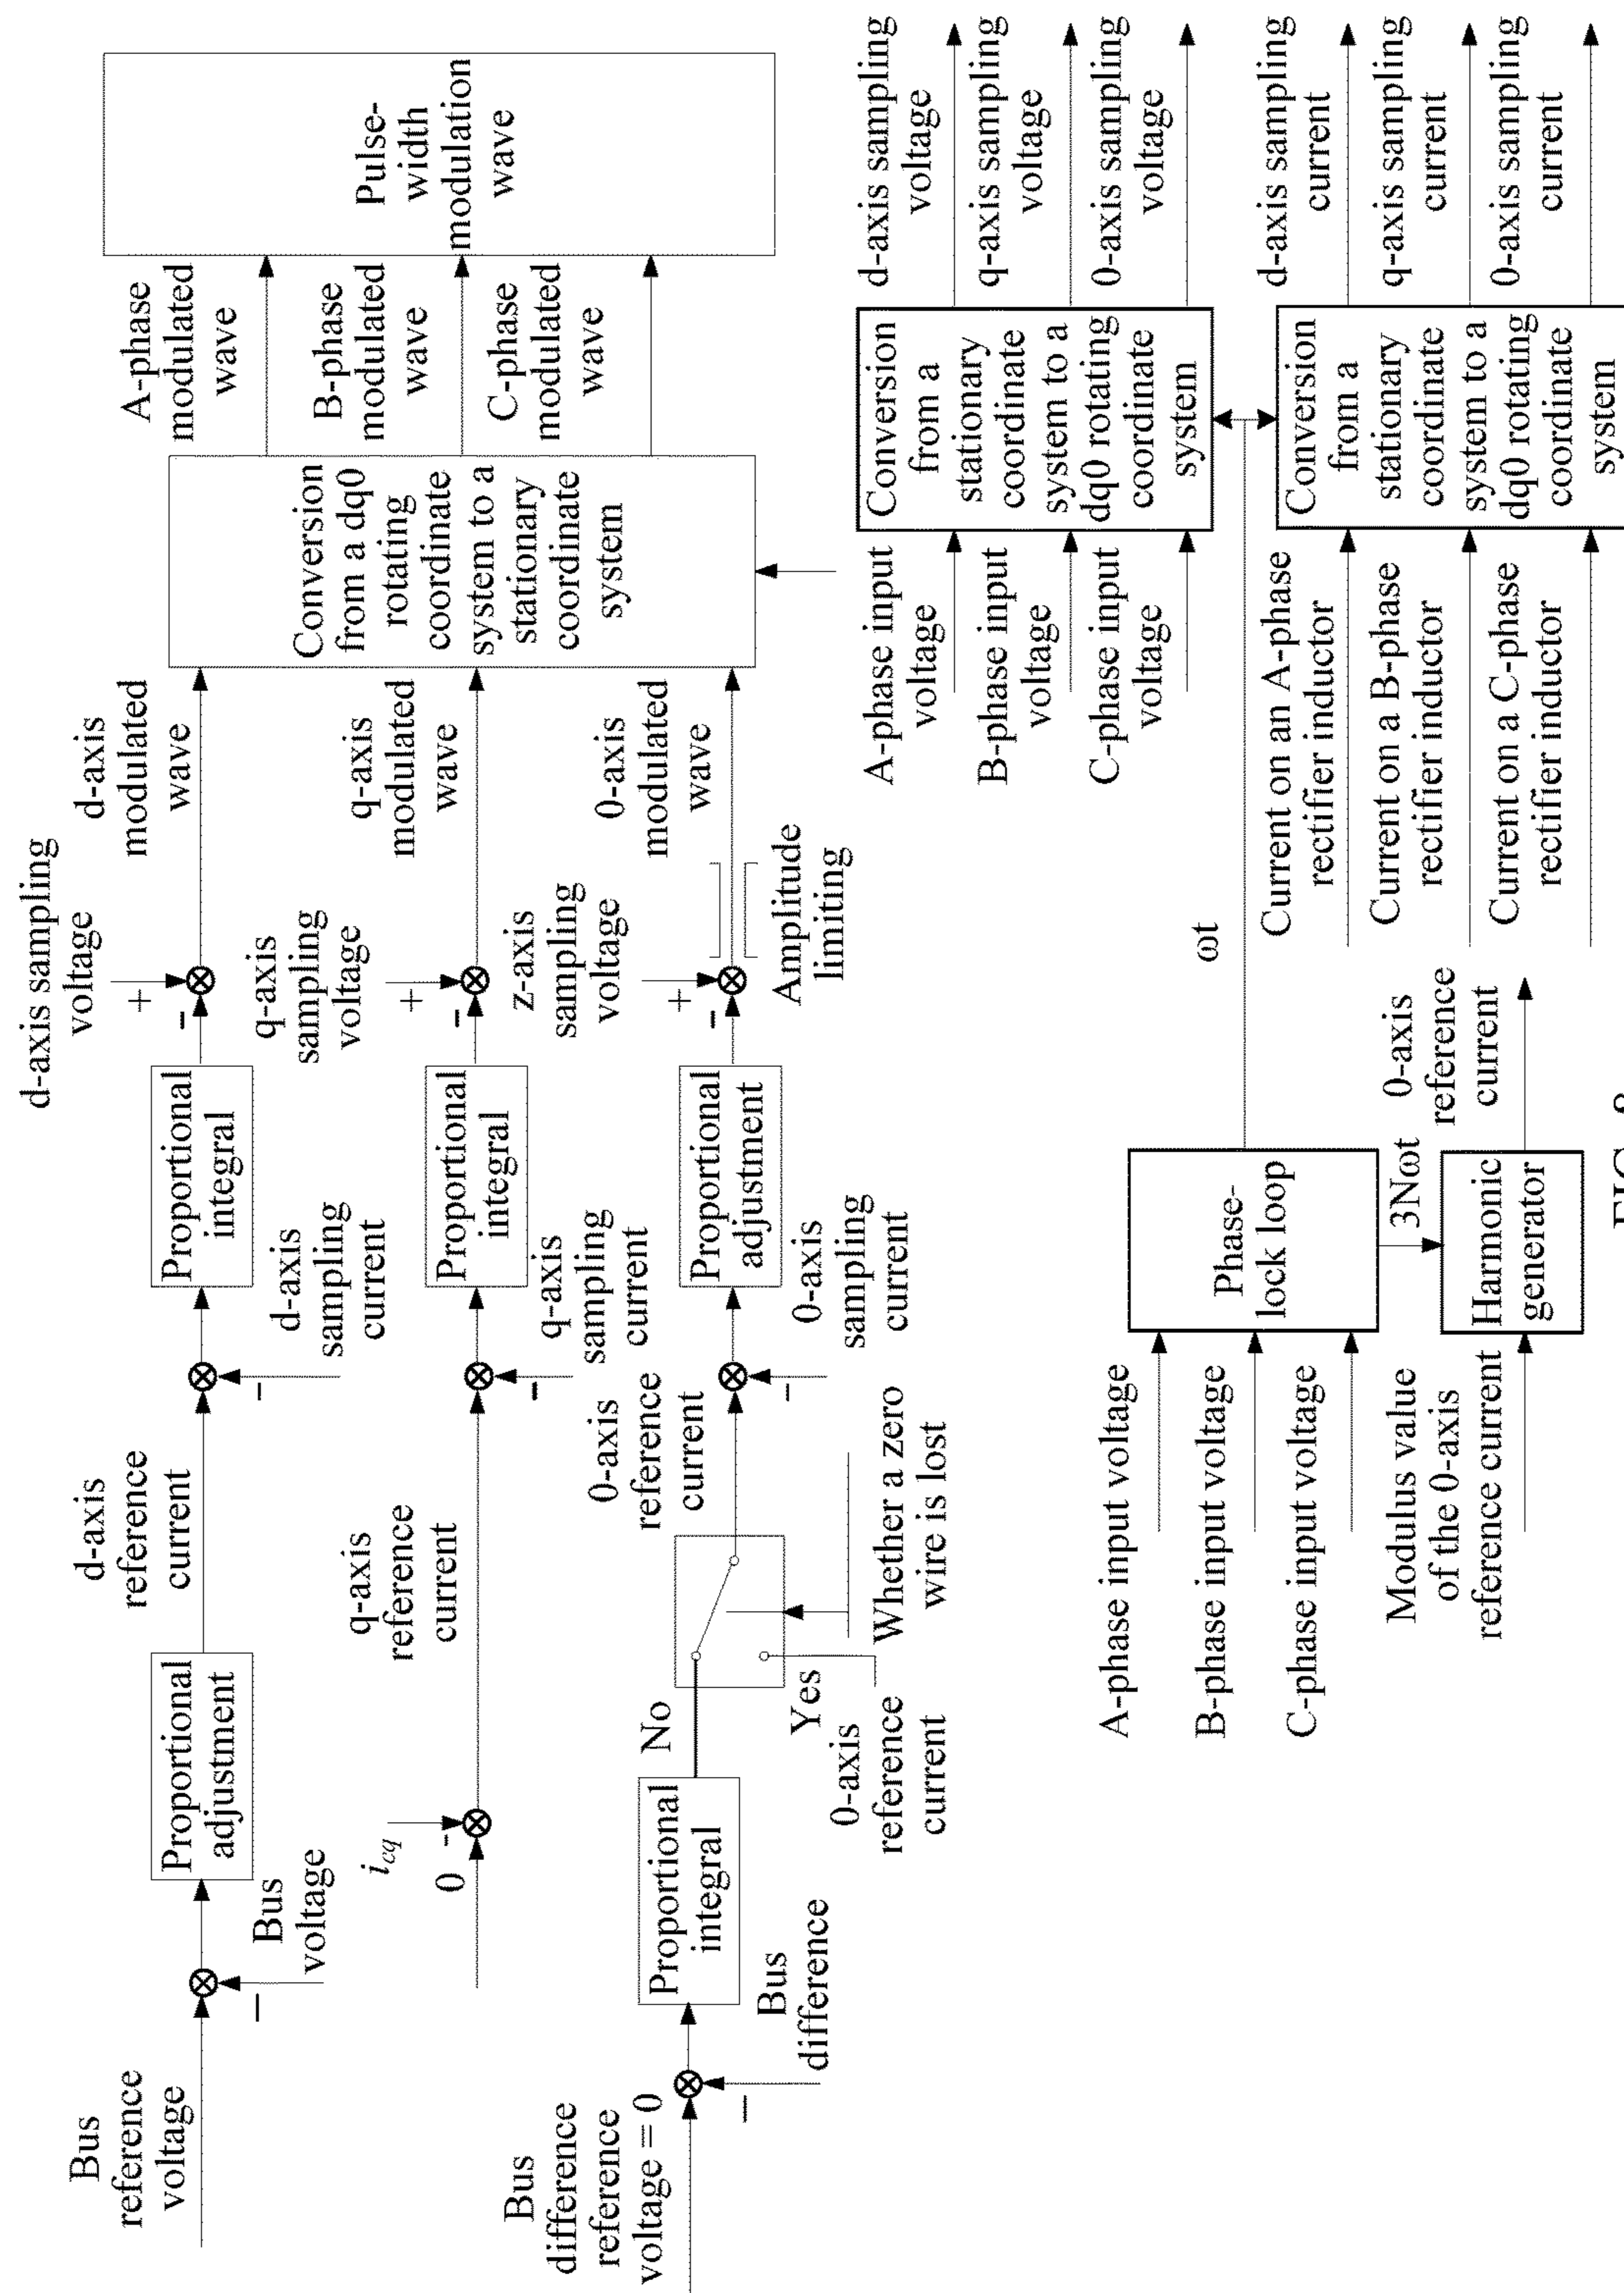 Bus
reference
voltage
Bus
voltage
−
Proportional
adjustment
d-axis
reference
current
−
d-axis
sampling
current
Proportional
integral
d-axis sampling
voltage
+
−
d-axis
modulated
wave
i_cq
0
-
q-axis
reference
current
−
q-axis
sampling
current
Proportional
integral
q-axis
sampling
voltage
+
−
q-axis
modulated
wave
Bus
difference
reference
voltage = 0
−
Bus
difference
Proportional
integral
No
Yes
0-axis
reference
current
Whether a zero
wire is lost
0-axis
reference
current
−
0-axis
sampling
current
Proportional
adjustment
z-axis
sampling
voltage
+
−
Amplitude
limiting
0-axis
modulated
wave
Conversion
from a dq0
rotating
coordinate
system to a
stationary
coordinate
system
A-phase
modulated
wave
B-phase
modulated
wave
C-phase
modulated
wave
Pulse-
width
modulation
wave
A-phase input voltage
B-phase input voltage
C-phase input voltage
Phase-
lock loop
3Nωt
Modulus value
of the 0-axis
reference current
Harmonic
generator
0-axis
reference
current
ωt
A-phase input
voltage
B-phase input
voltage
C-phase input
voltage
Conversion
from a
stationary
coordinate
system to a
dq0 rotating
coordinate
system
d-axis sampling
voltage
q-axis sampling
voltage
0-axis sampling
voltage
Current on an A-phase
rectifier inductor
Current on a B-phase
rectifier inductor
Current on a C-phase
rectifier inductor
Conversion
from a
stationary
coordinate
system to a
dq0 rotating
coordinate
system
d-axis sampling
current
q-axis sampling
current
0-axis sampling
current